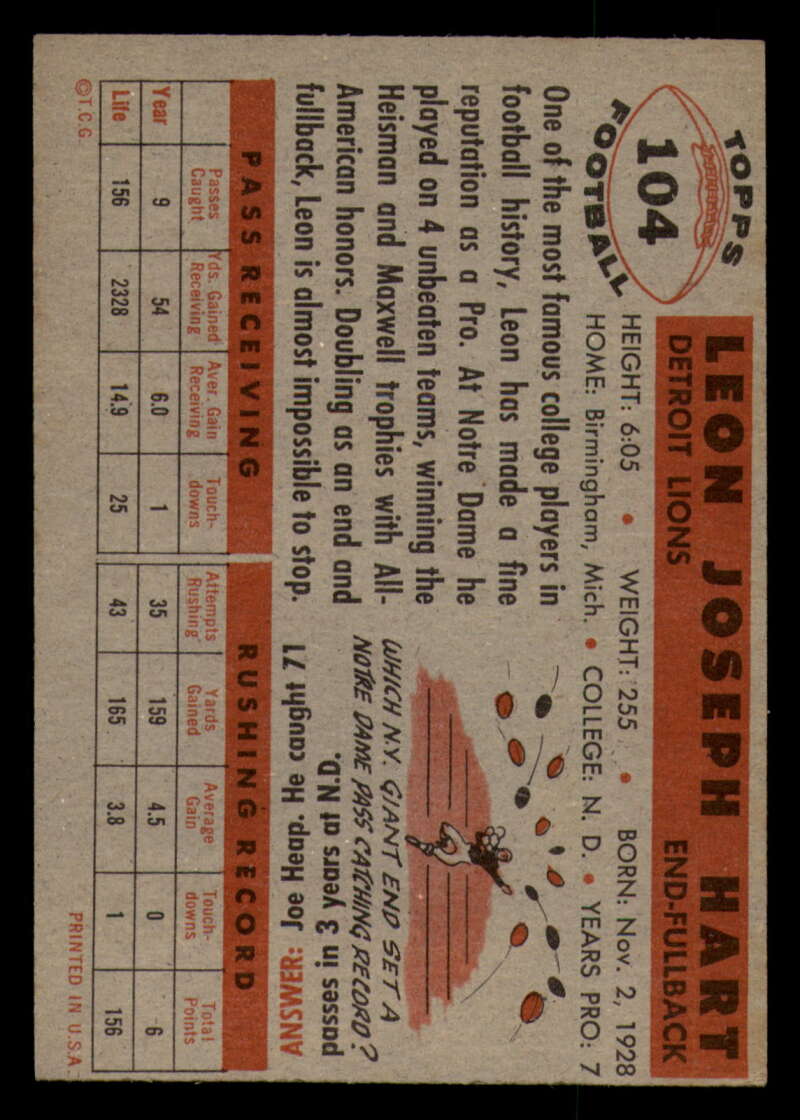 TOPPS
104
FOOTBALL
LEON JOSEPH HART
DETROIT LIONS END-FULLBACK
HEIGHT: 6:05 • WEIGHT: 255 • BORN: Nov. 2, 1928
HOME: Birmingham, Mich. • COLLEGE: N. D. • YEARS PRO: 7
One of the most famous college players in
football history, Leon has made a fine
reputation as a Pro. At Notre Dame he
played on 4 unbeaten teams, winning the
Heisman and Maxwell trophies with All-
American honors. Doubling as an end and
fullback, Leon is almost impossible to stop.
WHICH N.Y. GIANT END SET A
NOTRE DAME PASS CATCHING RECORD?
ANSWER: Joe Heap. He caught 71
passes in 3 years at N.D.
PASS RECEIVING RUSHING RECORD
Passes Caught Yds. Gained Receiving Aver. Gain Receiving Touch-downs Attempts Rushing Yards Gained Average Gain Touch-downs Total Points
Year 9 54 6.0 1 35 159 4.5 0 6
Life 156 2328 14.9 25 43 165 3.8 1 156
©T.C.G. PRINTED IN U.S.A.